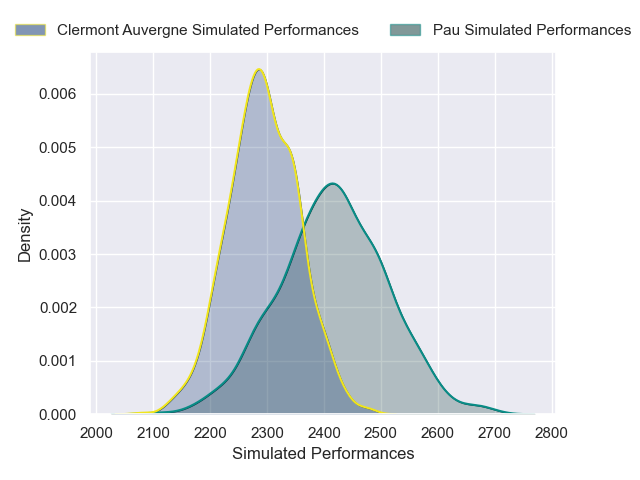 Clermont Auvergne Simulated Performances
Pau Simulated Performances
0.006
0.005
0.004
0.003
0.002
0.001
0.000
Density
2000 2100 2200 2300 2400 2500 2600 2700 2800
Simulated Performances